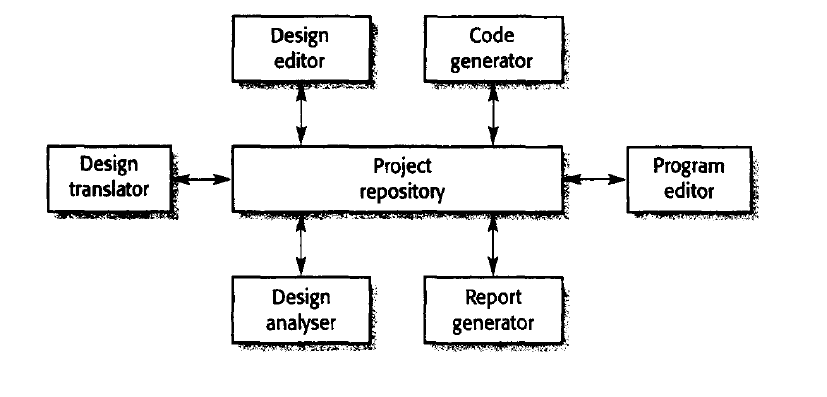 Design
editor
Code
generator
Design
translator
Project
repository
Program
editor
Design
analyser
Report
generator